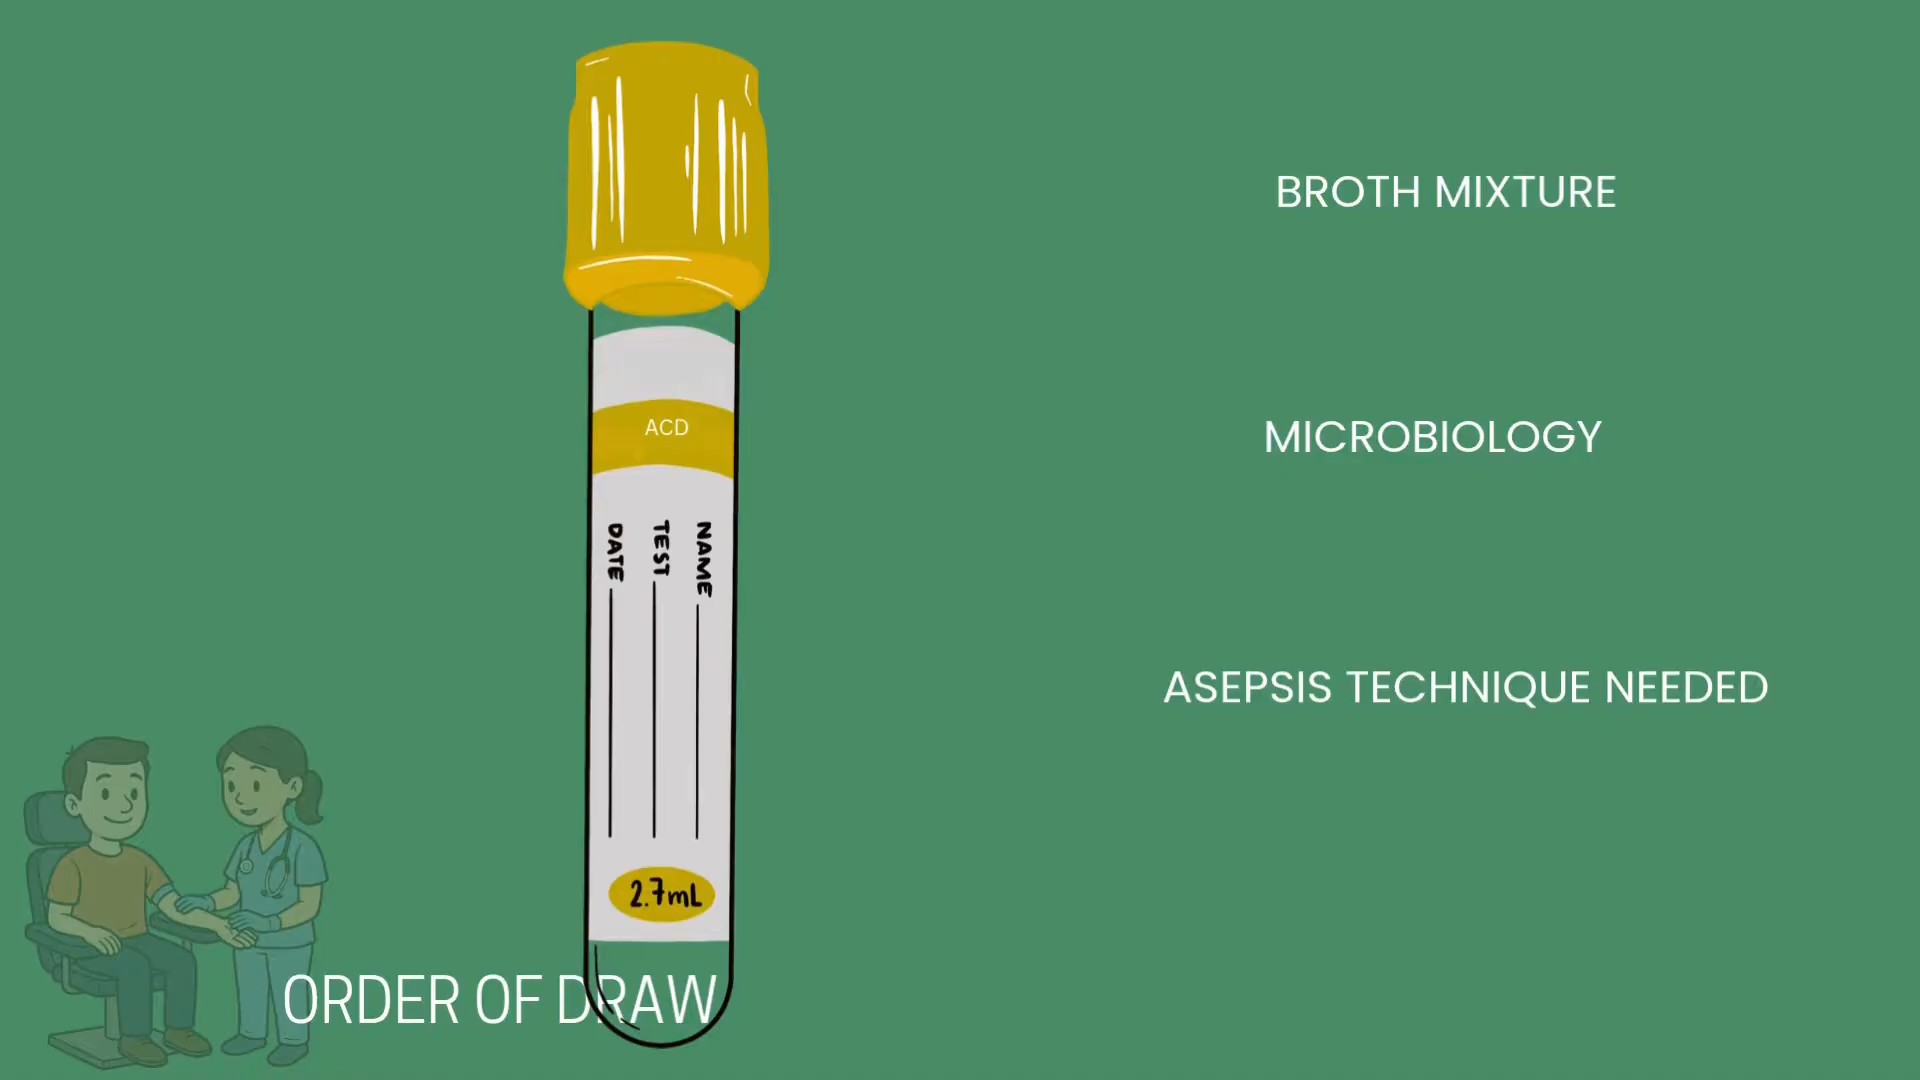 BROTH MIXTURE
ACD
MICROBIOLOGY
NAME
TEST
DATE
ASEPSIS TECHNIQUE NEEDED
2.7mL
ORDER OF DRAW